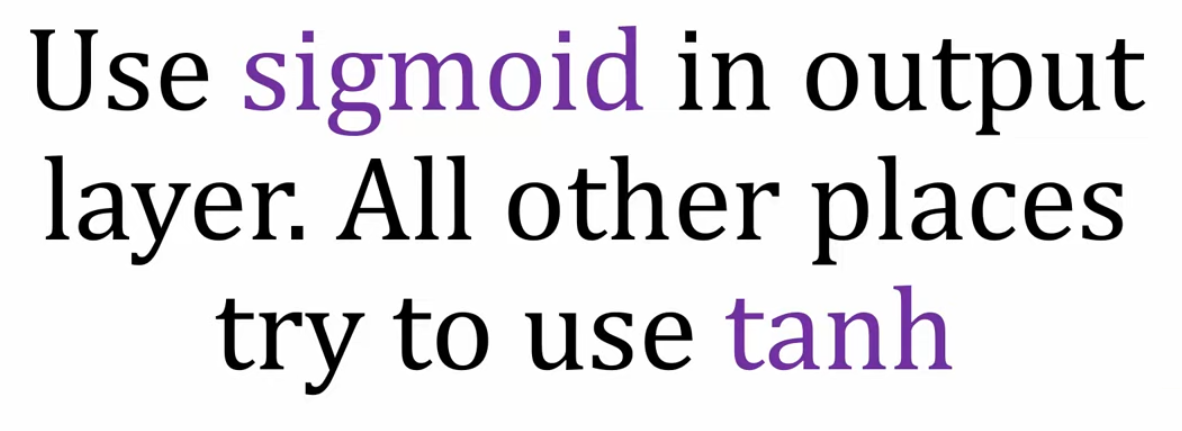 Use sigmoid in output
layer. All other places
try to use tanh